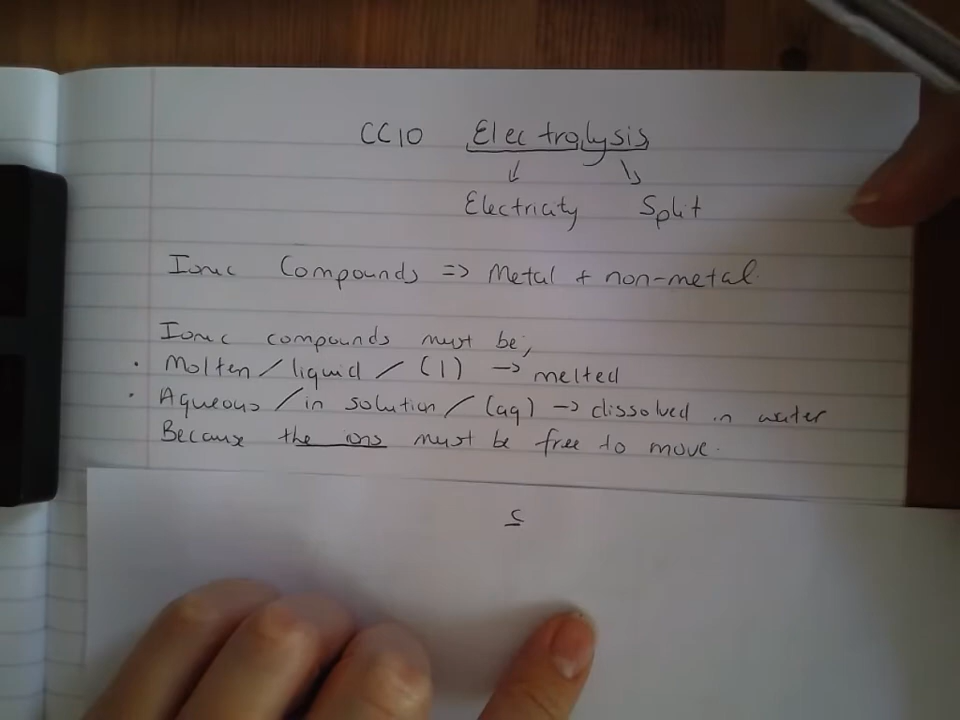 CC10 Electrolysis
Electricity Split
Ionic Compounds => Metal + non-metal.
Ionic compounds must be;
· Molten / liquid / (l) → melted
· Aqueous / in solution / (aq) → dissolved in water
Because the ions must be free to move.